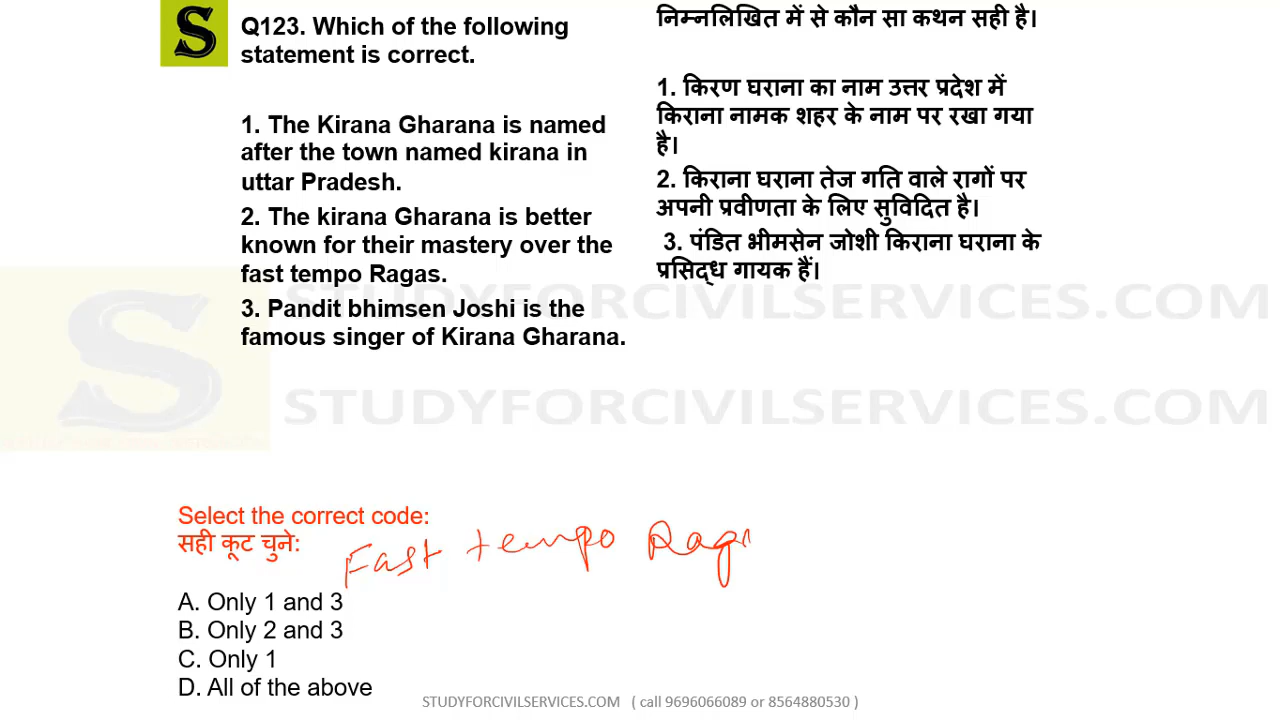 S
Q123. Which of the following
statement is correct.
1. The Kirana Gharana is named
after the town named kirana in
uttar Pradesh.
2. The kirana Gharana is better
known for their mastery over the
fast tempo Ragas.
3. Pandit bhimsen Joshi is the
famous singer of Kirana Gharana.
निम्नलिखित में से कौन सा कथन सही है।
1. किरण घराना का नाम उत्तर प्रदेश में
किराना नामक शहर के नाम पर रखा गया
है।
2. किराना घराना तेज गति वाले रागों पर
अपनी प्रवीणता के लिए सुविदित है।
3. पंडित भीमसेन जोशी किराना घराना के
प्रसिद्ध गायक हैं।
S
STUDYFORCIVILSERVICES.COM
STUDYFORCIVILSERVICES.COM
Select the correct code:
सही कूट चुने:
Fast tempo Rag
A. Only 1 and 3
B. Only 2 and 3
C. Only 1
D. All of the above
STUDYFORCIVILSERVICES.COM ( call 9696066089 or 8564880530 )